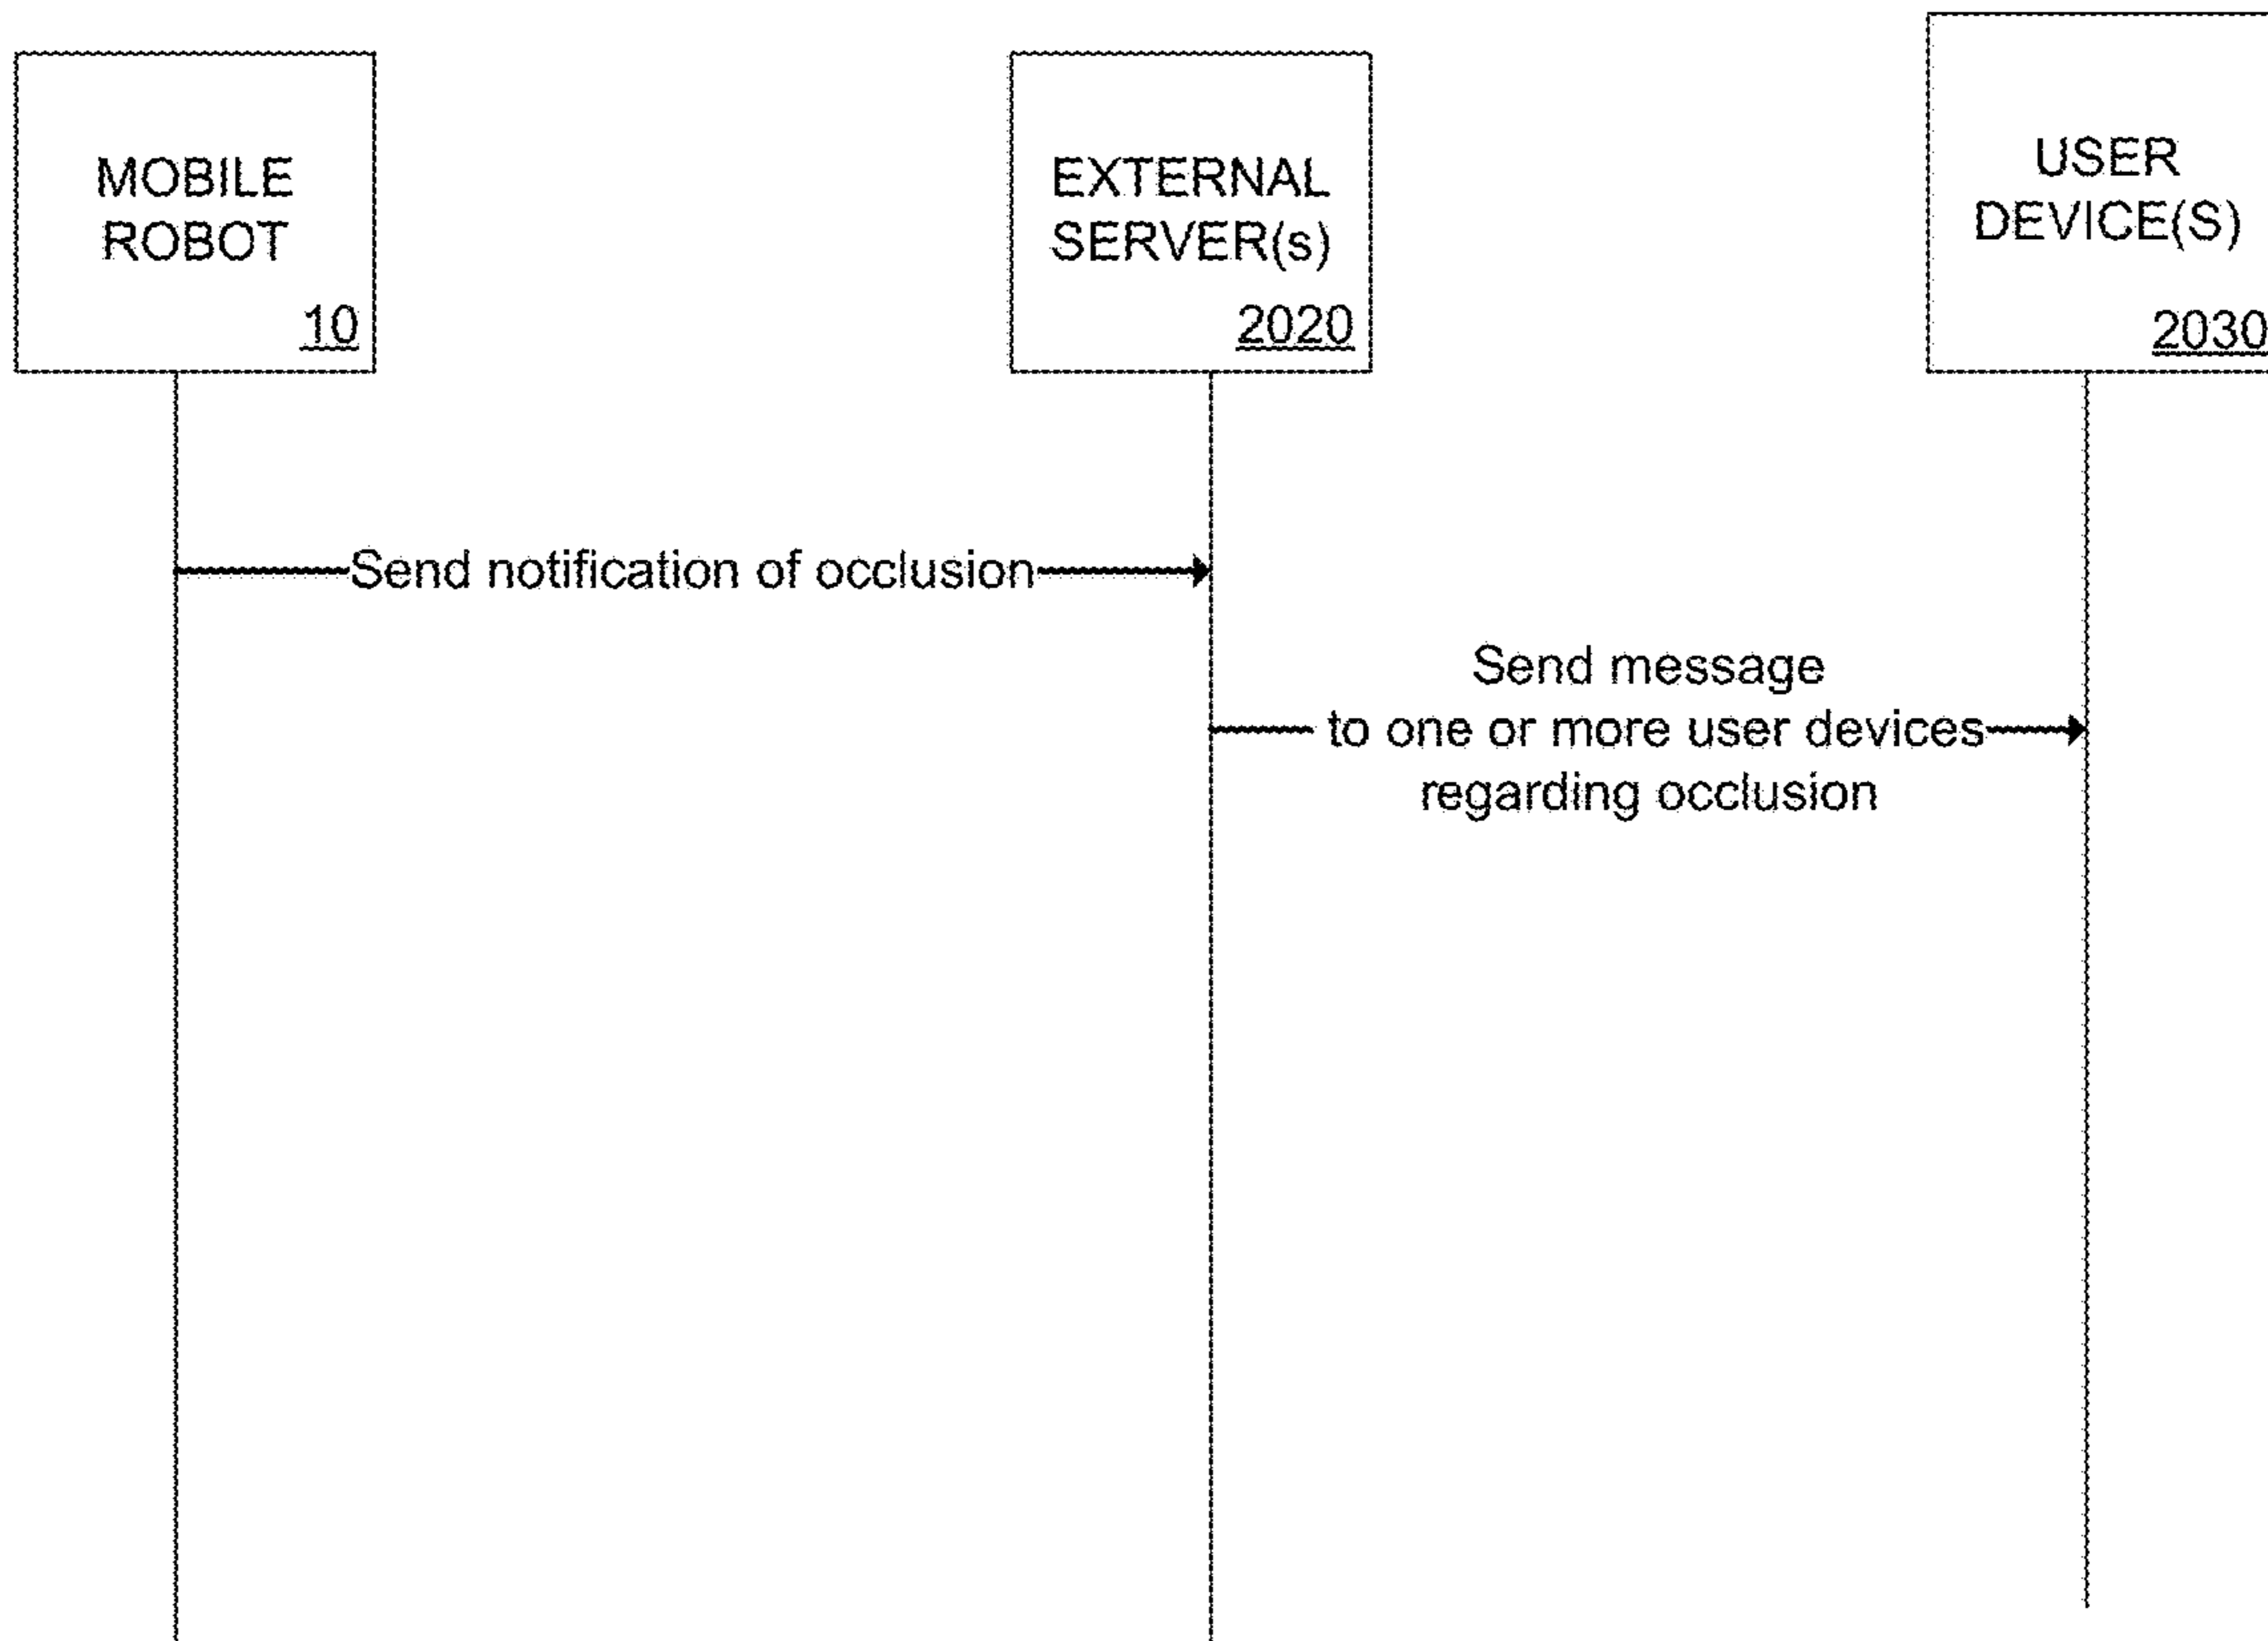 MOBILE
ROBOT
10
EXTERNAL
SERVER(s)
2020
USER
DEVICE(S)
2030
Send notification of occlusion
Send message
to one or more user devices
regarding occlusion